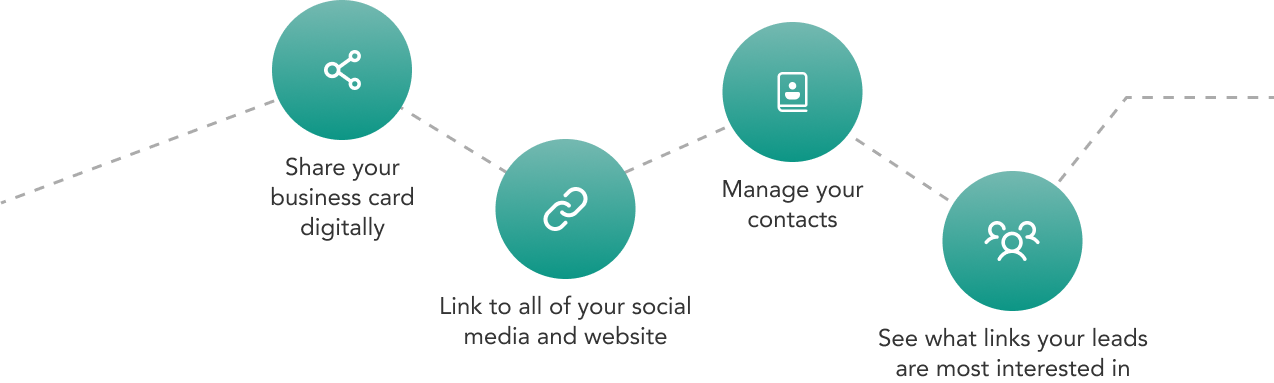 Share your
business card
digitally
Link to all of your social
media and website
Manage your
contacts
See what links your leads
are most interested in